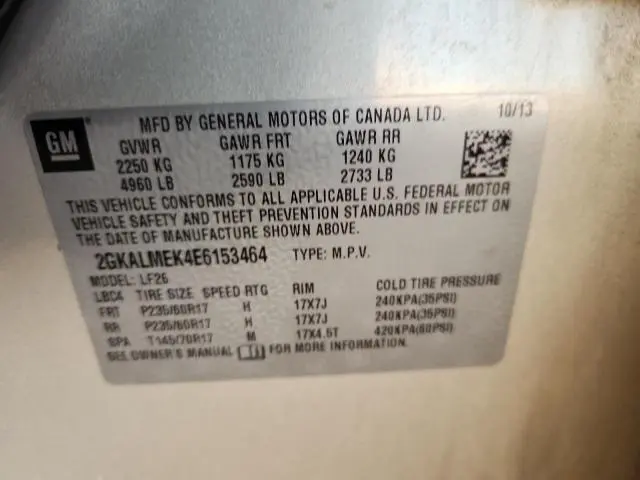 GM
MFD BY GENERAL MOTORS OF CANADA LTD. 10/13
GVWR GAWR FRT GAWR RR
2250 KG 1175 KG 1240 KG
4960 LB 2590 LB 2733 LB
THIS VEHICLE CONFORMS TO ALL APPLICABLE U.S. FEDERAL MOTOR
VEHICLE SAFETY AND THEFT PREVENTION STANDARDS IN EFFECT ON
THE DATE OF MANUFACTURE SHOWN ABOVE.
2GKALMEK4E6153464 TYPE: M.P.V.
MODEL: LF26
LBC4 TIRE SIZE SPEED RTG RIM COLD TIRE PRESSURE
FRT P235/60R17 H 17X7J 240KPA(35PSI)
RR P235/60R17 H 17X7J 240KPA(35PSI)
SPA T145/70R17 M 17X4.5T 420KPA(60PSI)
SEE OWNER'S MANUAL FOR MORE INFORMATION.